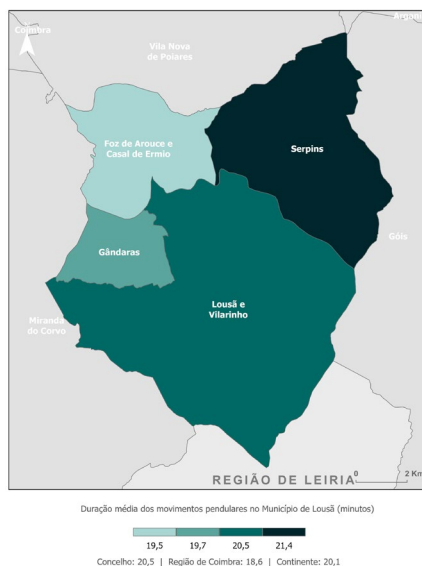 Coimbra
Vila Nova
de Poiares
Foz de Arouce e
Casal de Ermio
Serpins
Góis
Gândaras
Lousã e
Vilarinho
Miranda
do Corvo
REGIÃO DE LEIRIA
0
2 Km
Duração média dos movimentos pendulares no Município de Lousã (minutos)
19,5 19,7 20,5 21,4
Concelho: 20,5 | Região de Coimbra: 18,6 | Continente: 20,1